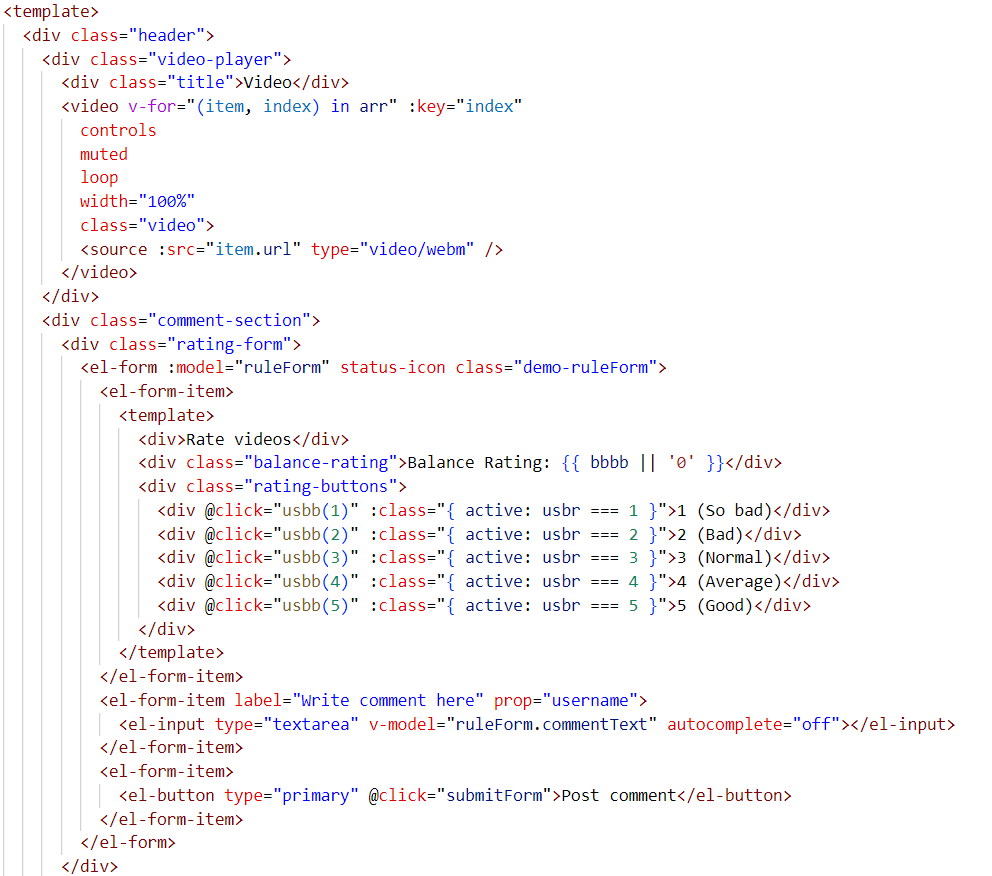 <template>
<div class="header">
<div class="video-player">
<div class="title">Video</div>
<video v-for="(item, index) in arr" :key="index"
controls
muted
loop
width="100%"
class="video">
<source :src="item.url" type="video/webm" />
</video>
</div>
<div class="comment-section">
<div class="rating-form">
<el-form :model="ruleForm" status-icon class="demo-ruleForm">
<el-form-item>
<template>
<div>Rate videos</div>
<div class="balance-rating">Balance Rating: {{ bbbb || '0' }}</div>
<div class="rating-buttons">
<div @click="usbb(1)" :class="{ active: usbr === 1 }">1 (So bad)</div>
<div @click="usbb(2)" :class="{ active: usbr === 2 }">2 (Bad)</div>
<div @click="usbb(3)" :class="{ active: usbr === 3 }">3 (Normal)</div>
<div @click="usbb(4)" :class="{ active: usbr === 4 }">4 (Average)</div>
<div @click="usbb(5)" :class="{ active: usbr === 5 }">5 (Good)</div>
</div>
</template>
</el-form-item>
<el-form-item label="Write comment here" prop="username">
<el-input type="textarea" v-model="ruleForm.commentText" autocomplete="off"></el-input>
</el-form-item>
<el-form-item>
<el-button type="primary" @click="submitForm">Post comment</el-button>
</el-form-item>
</el-form>
</div>